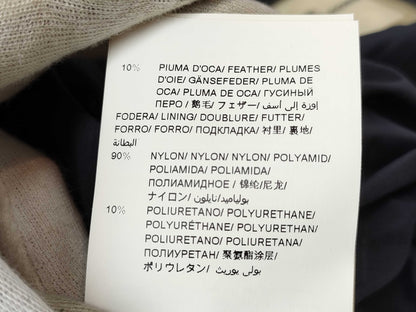 10% PIUMA D'OCA/ FEATHER/ PLUMES
D'OIE/ GÄNSEFEDER/ PLUMA DE
OCA/ PLUMA DE OCA/ ГУСИНЫЙ
ПЕРО / 鹅毛/ フェザー/ إفزة إلى أسف
FODERA/ LINING/ DOUBLURE/ FUTTER/
FORRO/ FORRO/ ПОДКЛАДКА/ 衬里/ 裏地/
البطانة
90% NYLON/ NYLON/ NYLON/ POLYAMID/
POLIAMIDA/ POLIAMIDA/
ПОЛИАМИДНОЕ / 锦纶/尼龙/
ナイロン/ بولياميد/نايلون
10% POLIURETANO/ POLYURETHANE/
POLYURÉTHANE/ POLYURETHAN/
POLIURETANO/ POLIURETANA/
ПОЛИУРЕТАН/ 聚氨酯涂层/
ポリウレタン/ بولي يوريث